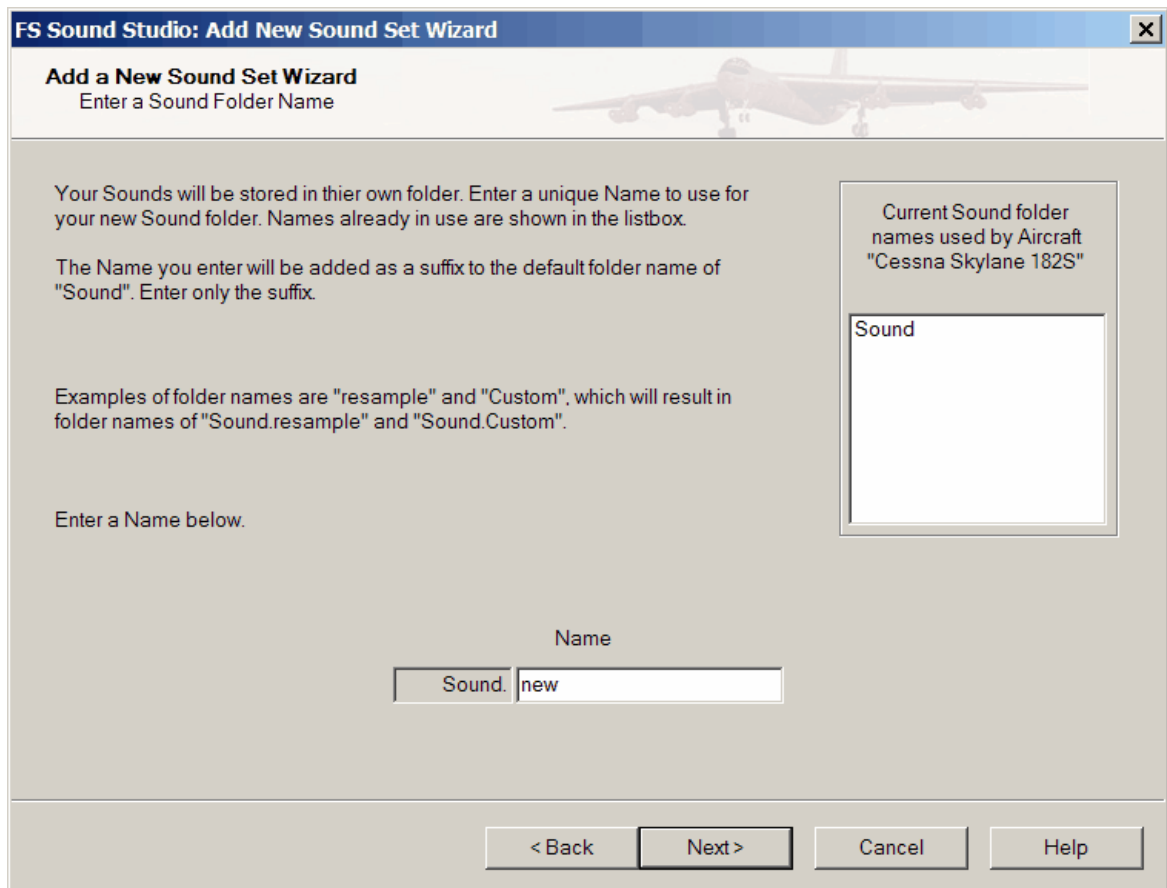 FS Sound Studio: Add New Sound Set Wizard
Add a New Sound Set Wizard
Enter a Sound Folder Name
Your Sounds will be stored in thier own folder. Enter a unique Name to use for
your new Sound folder. Names already in use are shown in the listbox.
The Name you enter will be added as a suffix to the default folder name of
"Sound". Enter only the suffix.
Examples of folder names are "resample" and "Custom", which will result in
folder names of "Sound.resample" and "Sound.Custom".
Enter a Name below.
Current Sound folder
names used by Aircraft
"Cessna Skylane 182S"
Sound
Name
Sound. new
< Back Next > Cancel Help